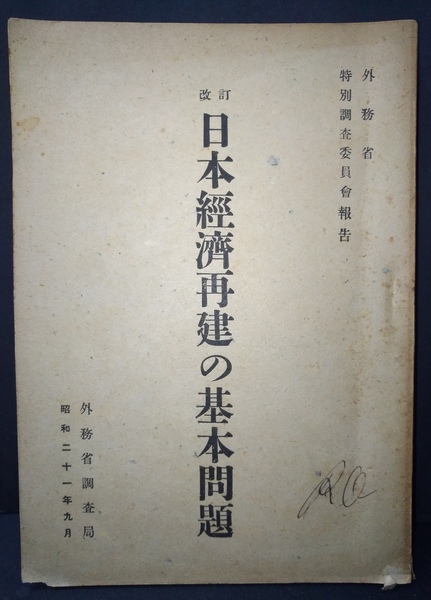 外務省
特別調査委員會報告
改訂
日本經濟再建の基本問題
外務省調査局
昭和二十一年九月